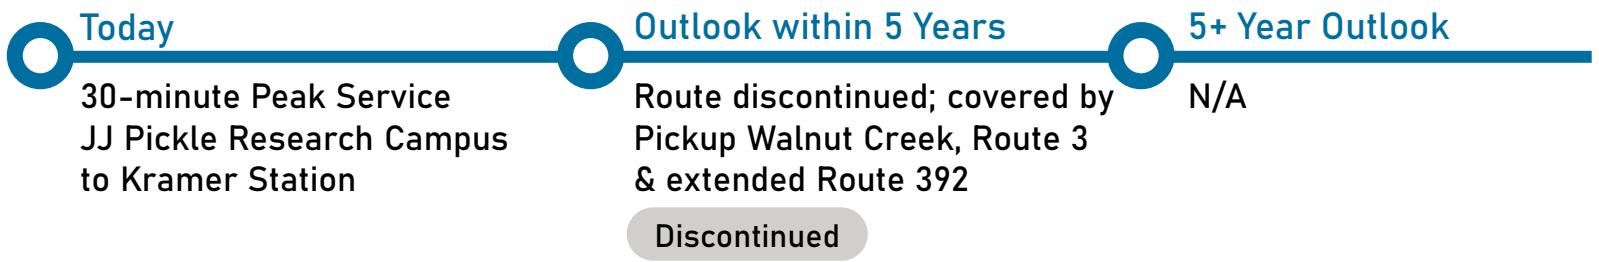 Today
30-minute Peak Service
JJ Pickle Research Campus
to Kramer Station
Outlook within 5 Years
Route discontinued; covered by
Pickup Walnut Creek, Route 3
& extended Route 392
Discontinued
5+ Year Outlook
N/A